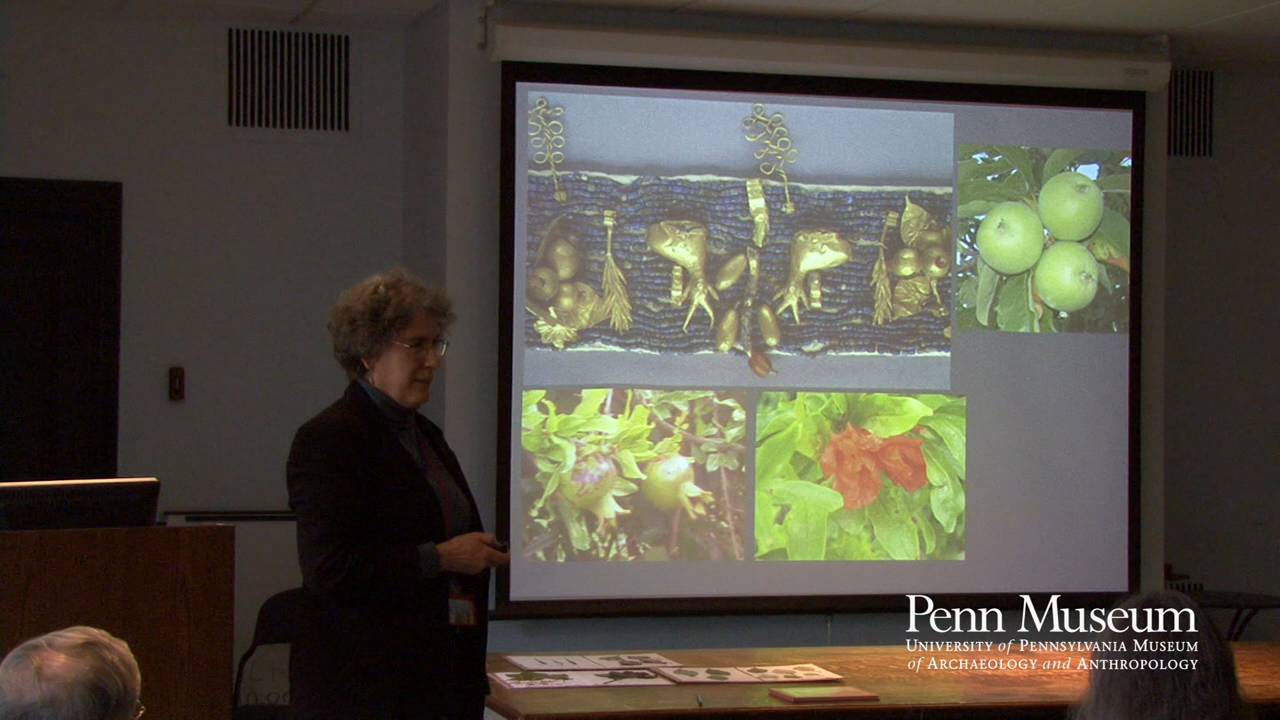 Penn Museum
University of Pennsylvania Museum
of Archaeology and Anthropology